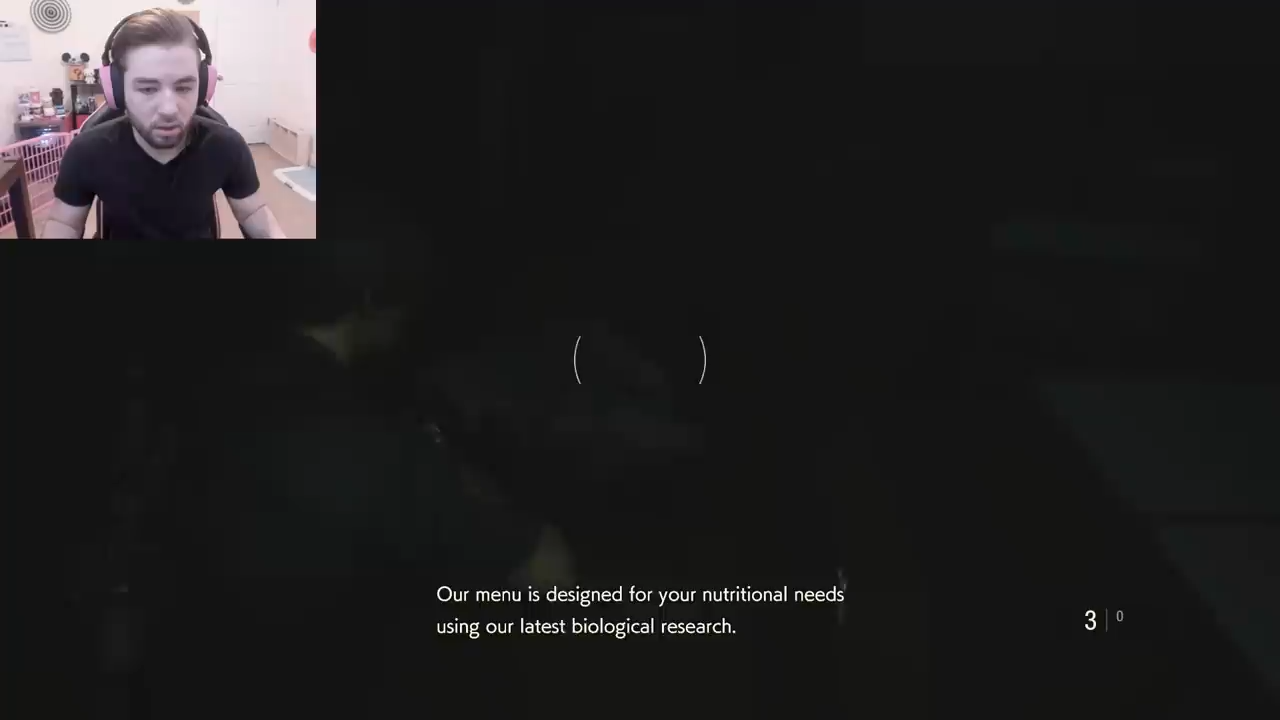 Our menu is designed for your nutritional needs
using our latest biological research.
3 | 0